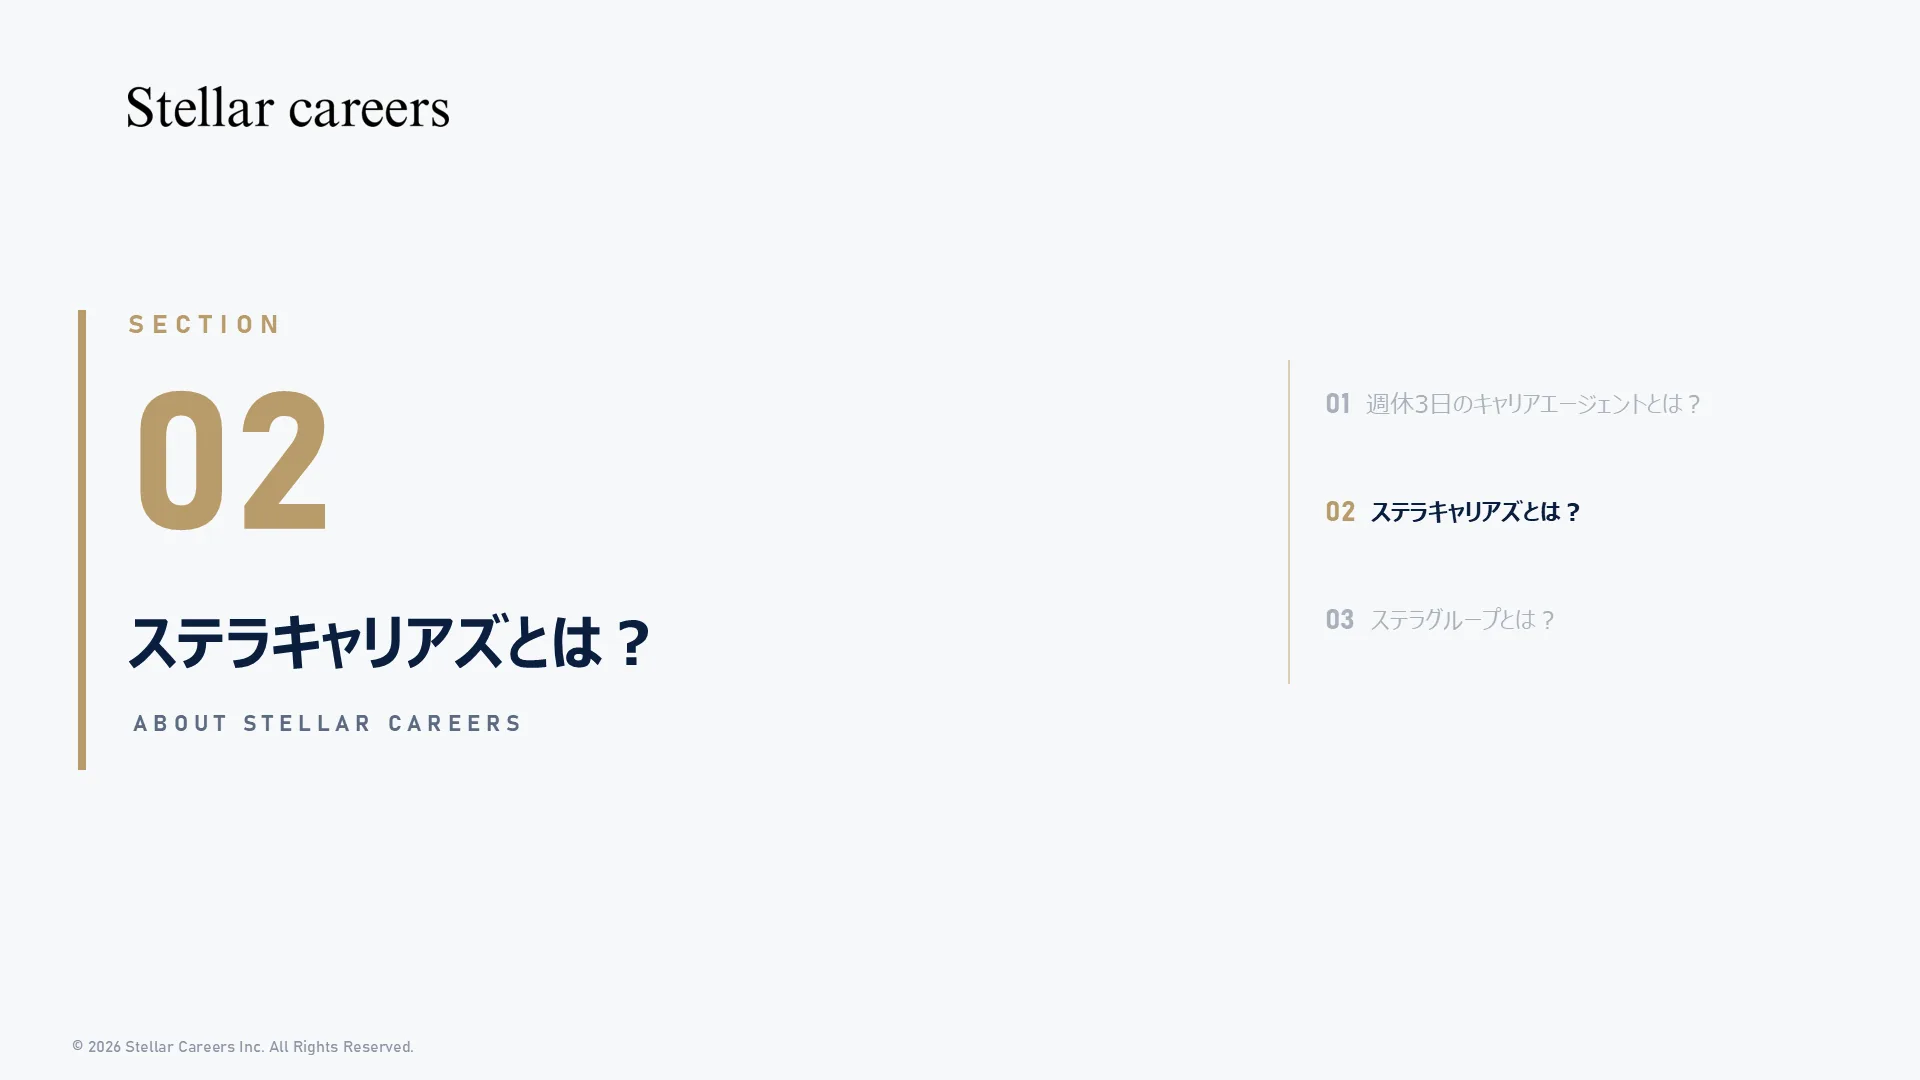 Stellar careers
SECTION
02
ステラキャリアズとは？
ABOUT STELLAR CAREERS
01 週休3日のキャリアエージェントとは？
02 ステラキャリアズとは？
03 ステラグループとは？
© 2026 Stellar Careers Inc. All Rights Reserved.